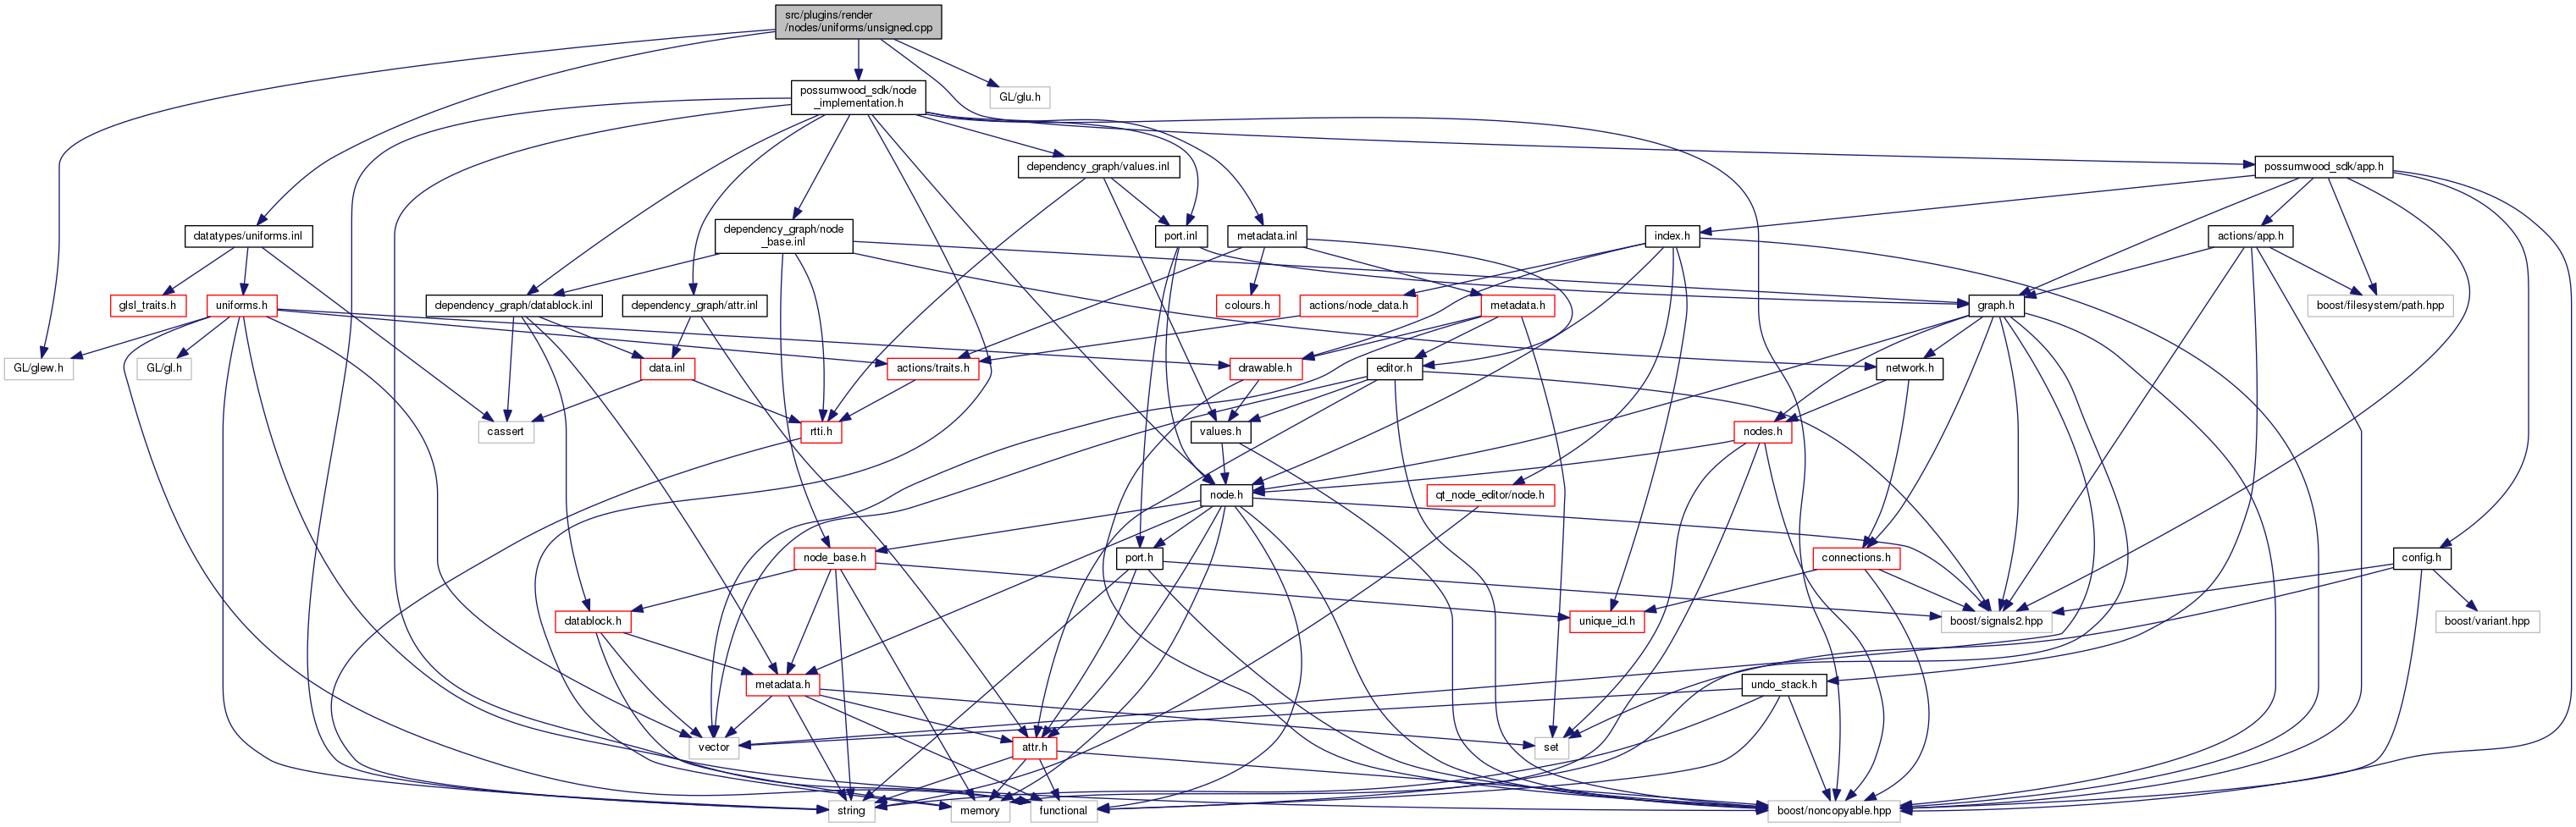 src/plugins/render
/nodes/uniforms/unsigned.cpp
possumwood_sdk/node
_implementation.h
GL/glu.h
dependency_graph/values.inl
possumwood_sdk/app.h
datatypes/uniforms.inl
dependency_graph/node
_base.inl
port.inl
metadata.inl
index.h
actions/app.h
glsl_traits.h
uniforms.h
dependency_graph/datablock.inl
dependency_graph/attr.inl
colours.h
actions/node_data.h
metadata.h
graph.h
boost/filesystem/path.hpp
GL/glew.h
GL/gl.h
data.inl
actions/traits.h
drawable.h
editor.h
network.h
cassert
rtti.h
values.h
nodes.h
node.h
qt_node_editor/node.h
node_base.h
port.h
connections.h
config.h
datablock.h
unique_id.h
boost/signals2.hpp
boost/variant.hpp
metadata.h
undo_stack.h
vector
attr.h
set
string
memory
functional
boost/noncopyable.hpp